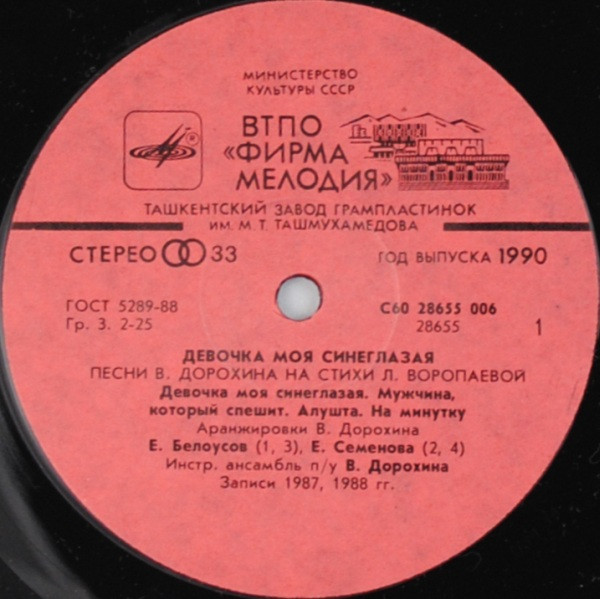 МИНИСТЕРСТВО
КУЛЬТУРЫ СССР
ВТПО
«ФИРМА
МЕЛОДИЯ»
ТАШКЕНТСКИЙ ЗАВОД ГРАМПЛАСТИНОК
ИМ. М. Т. ТАШМУХАМЕДОВА
СТЕРЕО 33
ГОД ВЫПУСКА 1990
ГОСТ 5289-88
Гр. 3. 2-25
С60 28655 006
28655
1
ДЕВОЧКА МОЯ СИНЕГЛАЗАЯ
ПЕСНИ В. ДОРОХИНА НА СТИХИ Л. ВОРОПАЕВОЙ
Девочка моя синеглазая. Мужчина,
который спешит. Алушта. На минутку
Аранжировки В. Дорохина
Е. Белоусов (1, 3), Е. Семенова (2, 4)
Инстр. ансамбль п/у В. Дорохина
Записи 1987, 1988 гг.